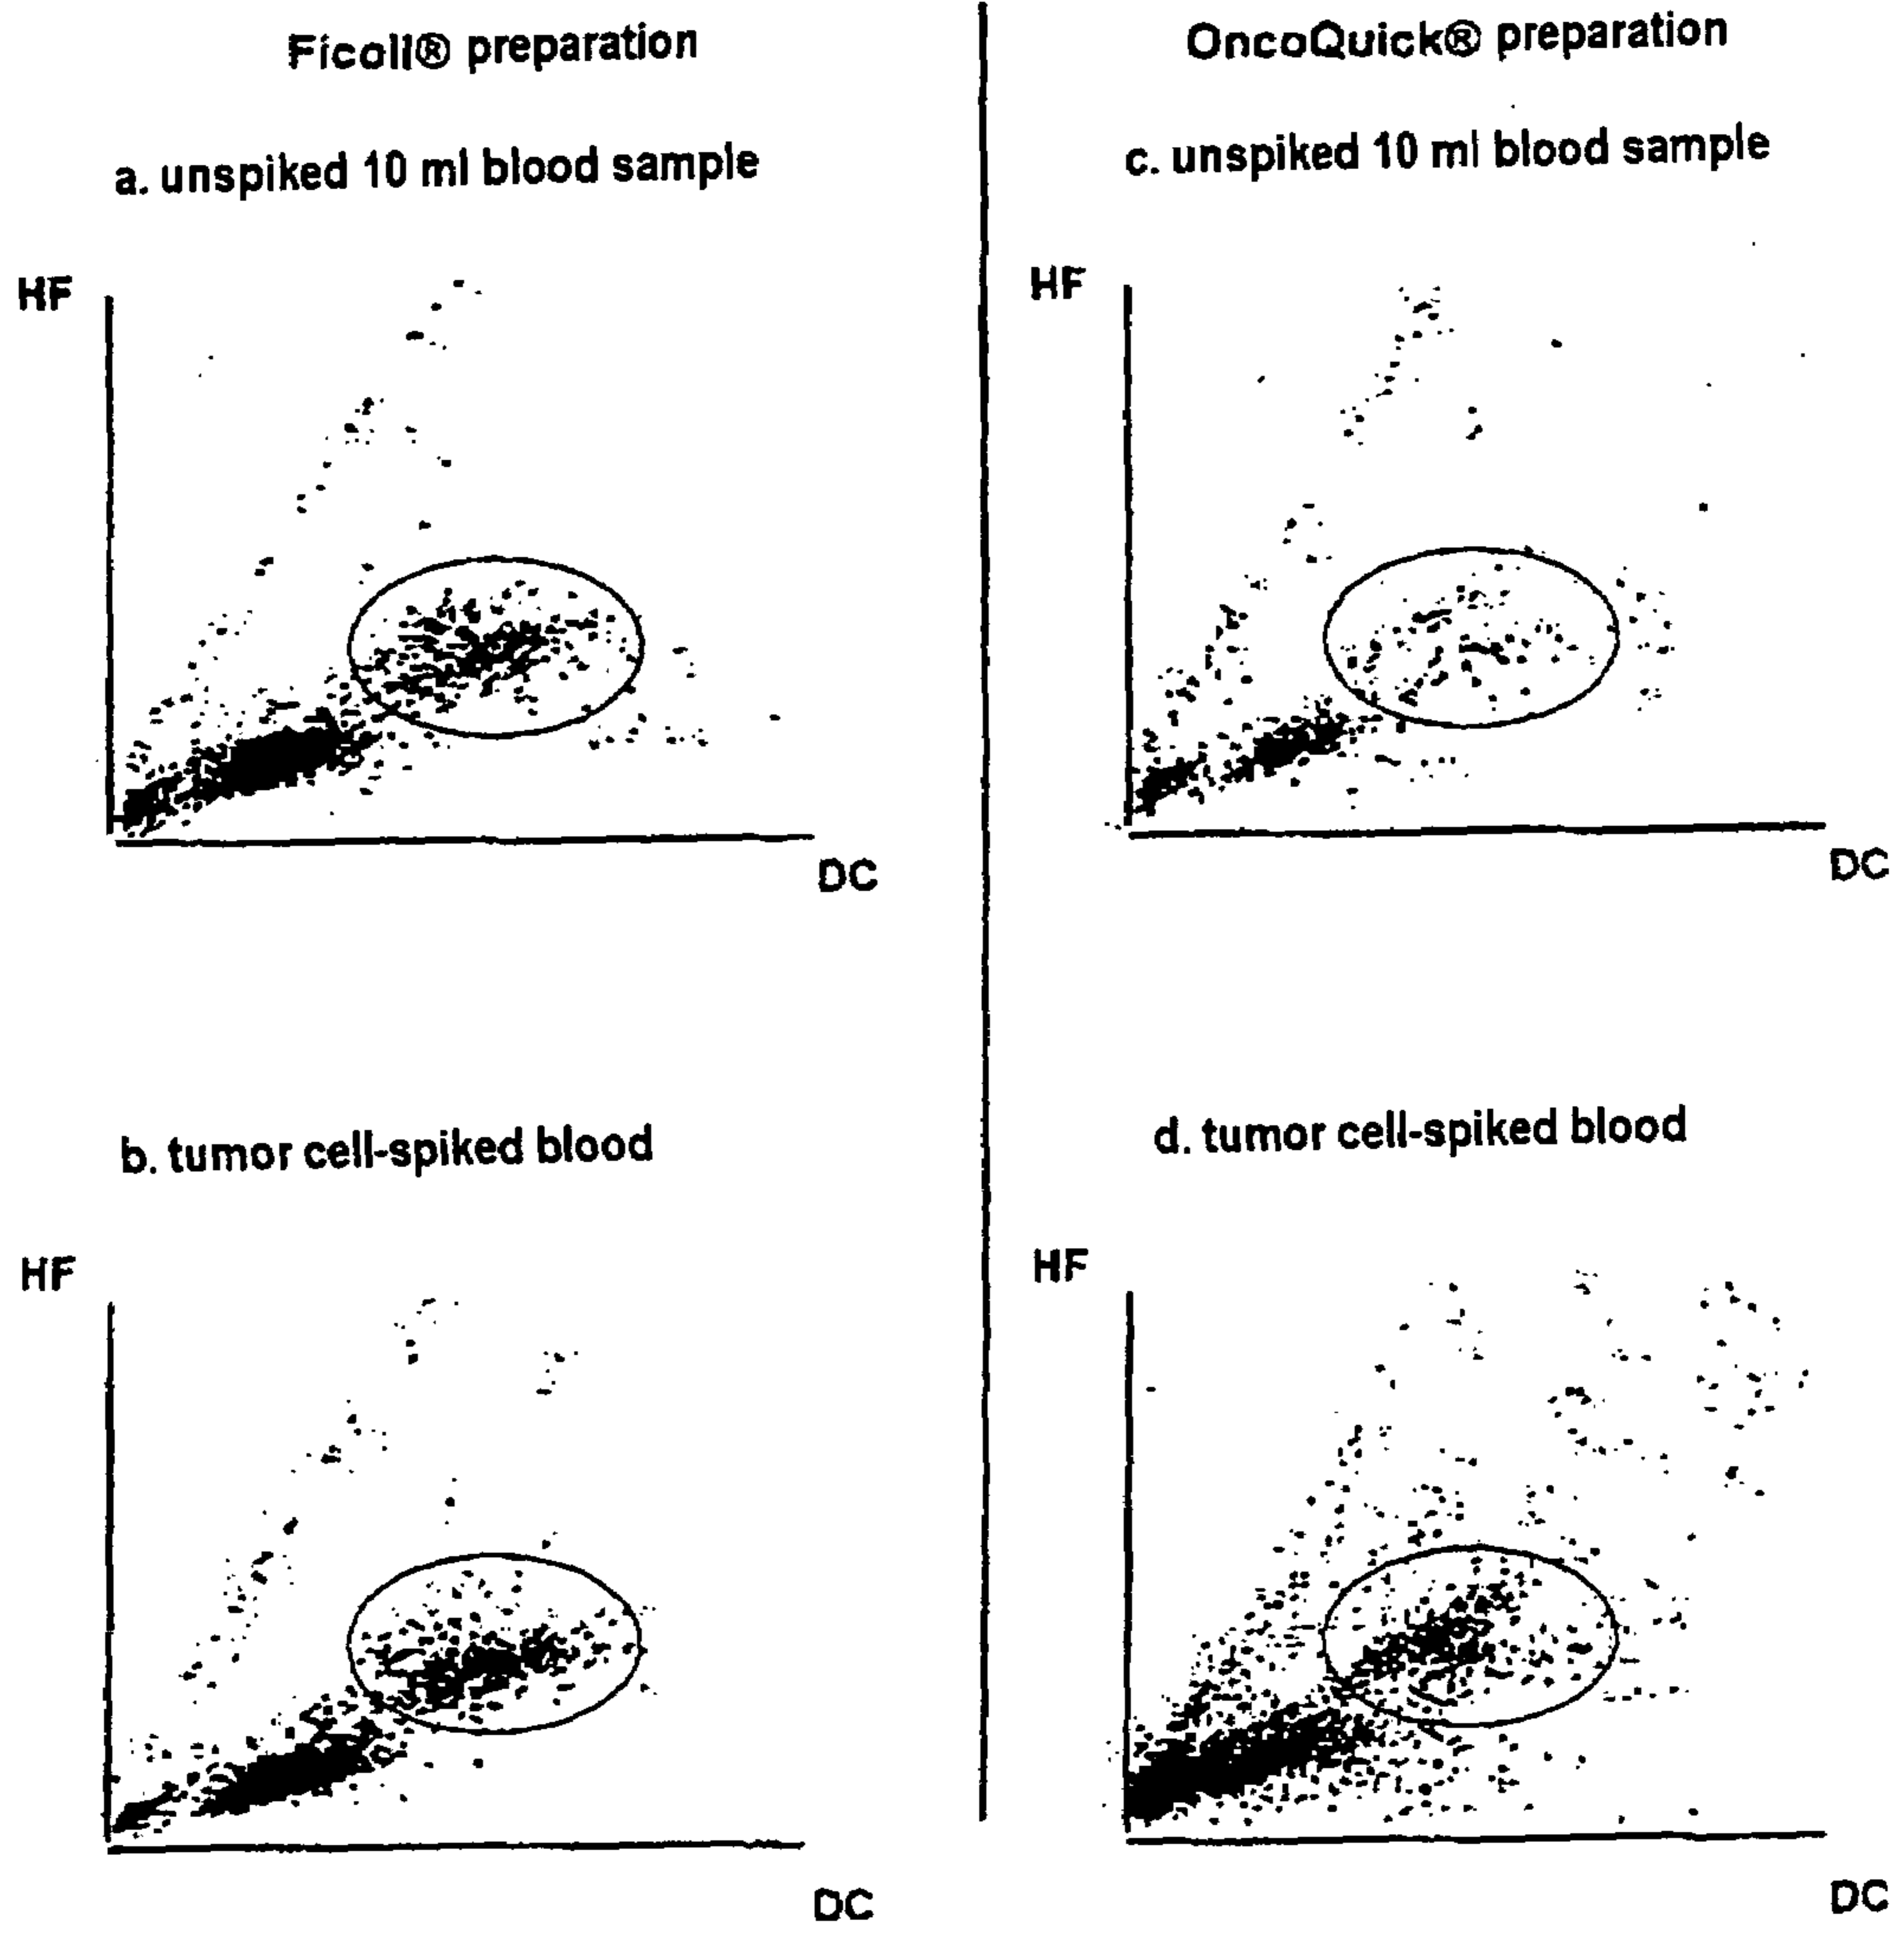 Ficoll® preparation
a. unspiked 10 ml blood sample
HF
DC
b. tumor cell-spiked blood
HF
DC
OncoQuick® preparation
c. unspiked 10 ml blood sample
HF
DC
d. tumor cell-spiked blood
HF
DC